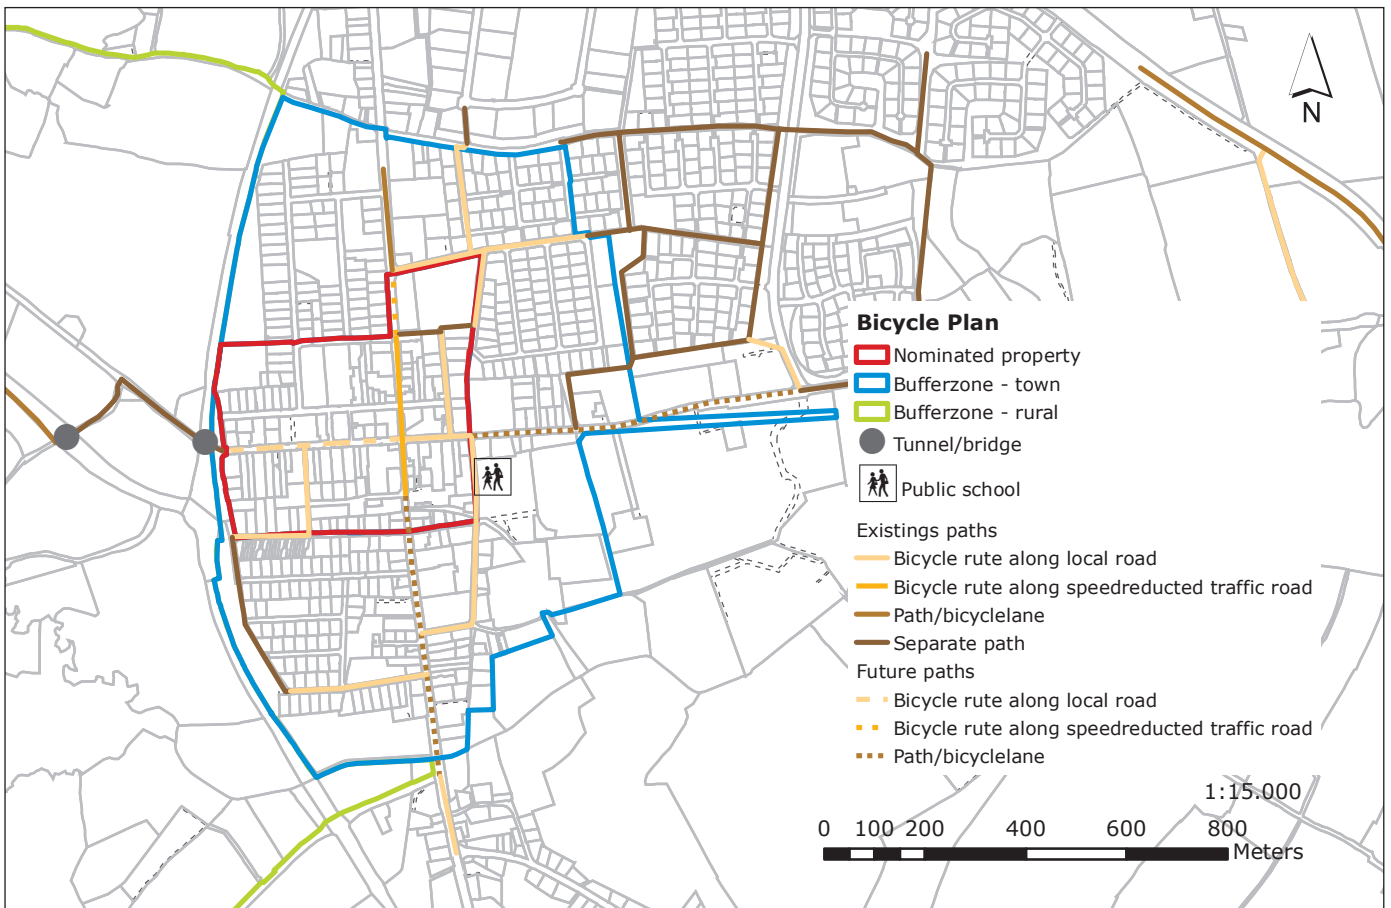 N
Bicycle Plan
Nominated property
Bufferzone - town
Bufferzone - rural
Tunnel/bridge
Public school
Existings paths
Bicycle rute along local road
Bicycle rute along speedreducted traffic road
Path/bicyclelane
Separate path
Future paths
Bicycle rute along local road
Bicycle rute along speedreducted traffic road
Path/bicyclelane
1:15.000
0 100 200 400 600 800
Meters